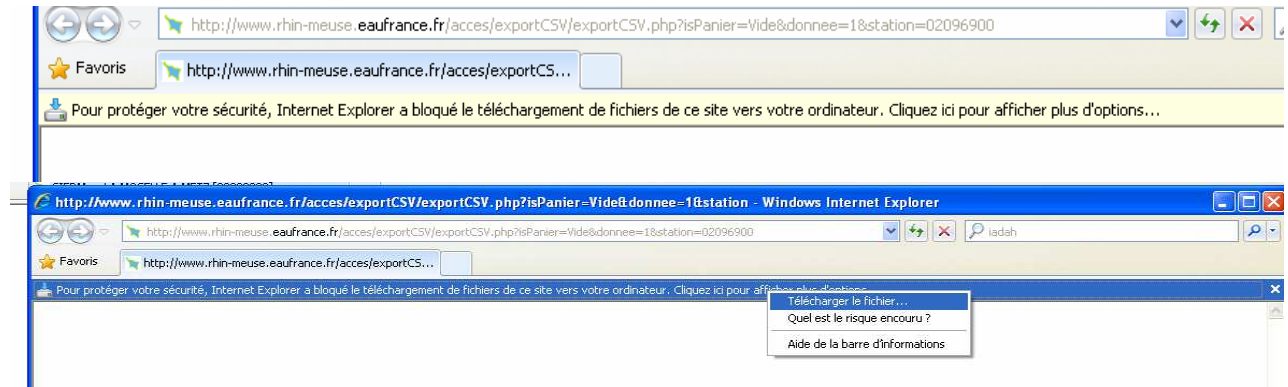 http://www.rhin-meuse.eaufrance.fr/acces/exportCSV/exportCSV.php?isPanier=Vide&donnee=1&station=02096900
Favoris http://www.rhin-meuse.eaufrance.fr/acces/exportCS...
Pour protéger votre sécurité, Internet Explorer a bloqué le téléchargement de fichiers de ce site vers votre ordinateur. Cliquez ici pour afficher plus d'options...
http://www.rhin-meuse.eaufrance.fr/acces/exportCSV/exportCSV.php?isPanier=Vide&donnee=1&station - Windows Internet Explorer
http://www.rhin-meuse.eaufrance.fr/acces/exportCSV/exportCSV.php?isPanier=Vide&donnee=1&station=02096900 iadah
Favoris http://www.rhin-meuse.eaufrance.fr/acces/exportCS...
Pour protéger votre sécurité, Internet Explorer a bloqué le téléchargement de fichiers de ce site vers votre ordinateur. Cliquez ici pour afficher plus d'options...
Télécharger le fichier...
Quel est le risque encouru ?
Aide de la barre d'informations